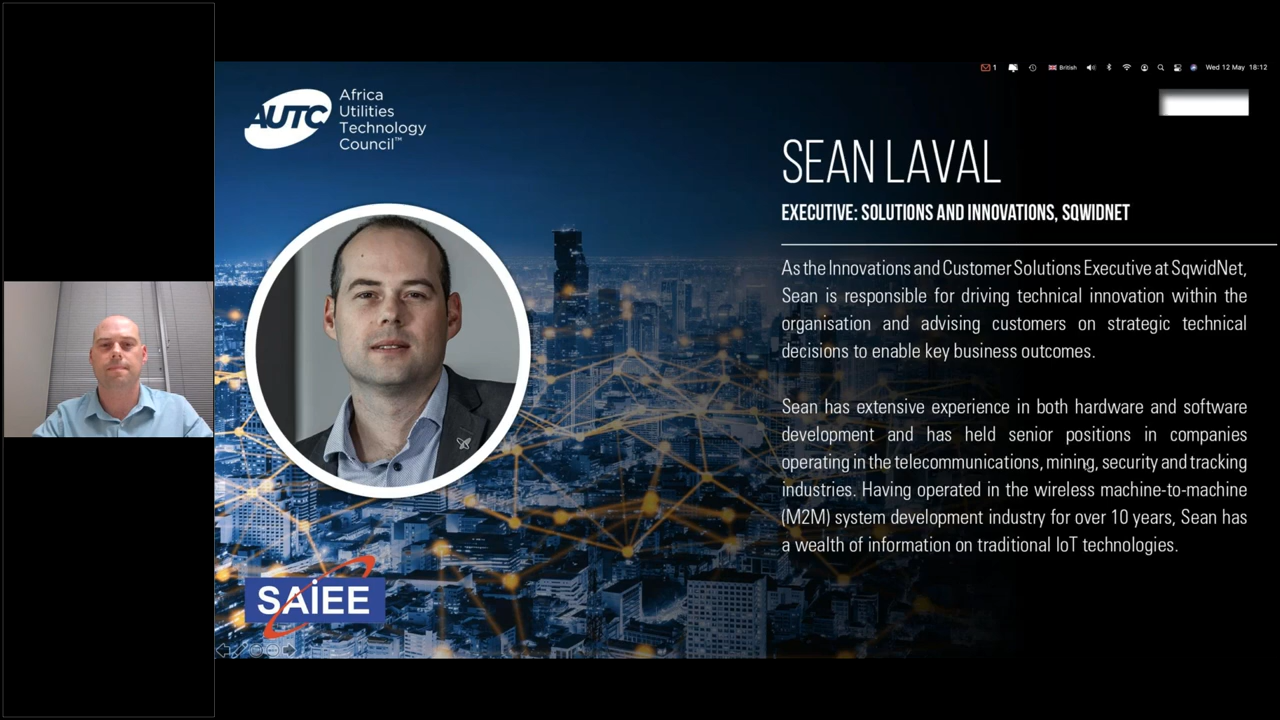 1 British Wed 12 May 18:12
AUTC
Africa
Utilities
Technology
Council™
SEAN LAVAL
EXECUTIVE: SOLUTIONS AND INNOVATIONS, SQWIDNET
As the Innovations and Customer Solutions Executive at SqwidNet,
Sean is responsible for driving technical innovation within the
organisation and advising customers on strategic technical
decisions to enable key business outcomes.
Sean has extensive experience in both hardware and software
development and has held senior positions in companies
operating in the telecommunications, mining, security and tracking
industries. Having operated in the wireless machine-to-machine
(M2M) system development industry for over 10 years, Sean has
a wealth of information on traditional IoT technologies.
SAiEE